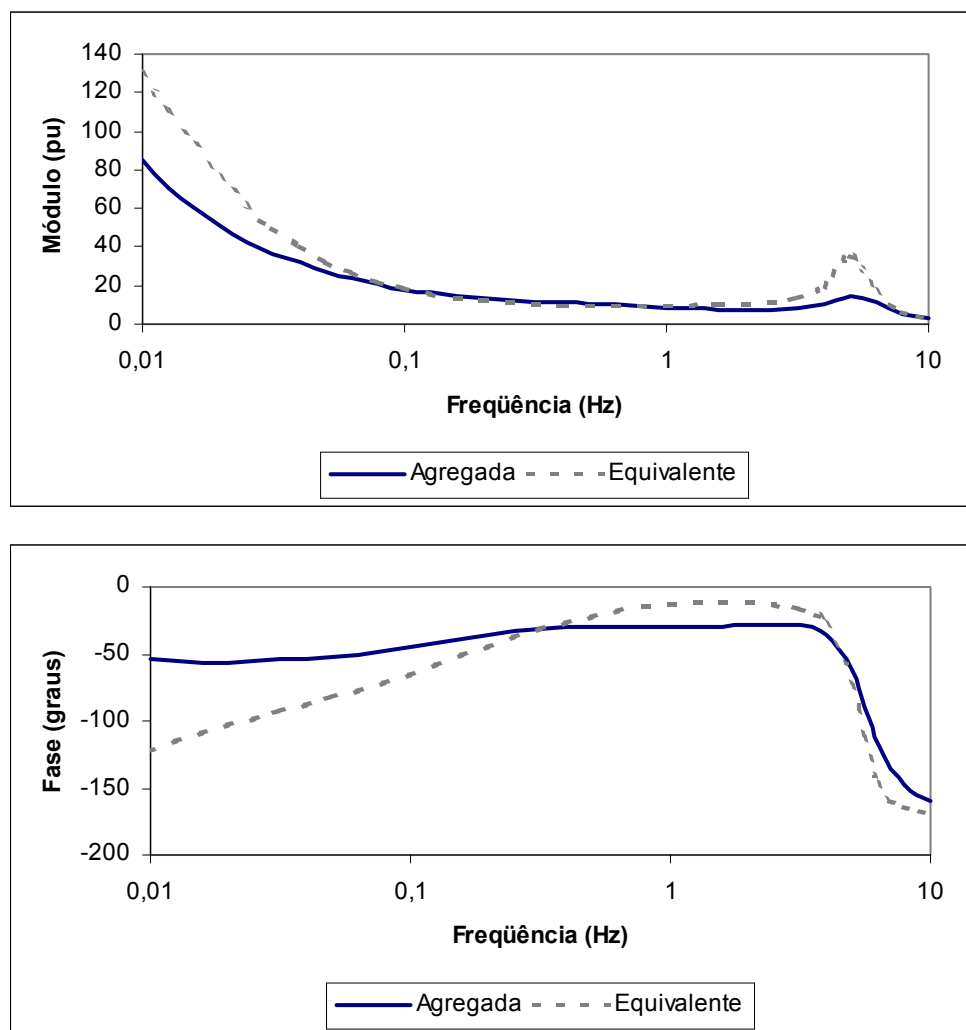 140
120
100
80
60
40
20
0
Módulo (pu)
0,01 0,1 1 10
Freqüência (Hz)
Agregada Equivalente
0
-50
-100
-150
-200
Fase (graus)
0,01 0,1 1 10
Freqüência (Hz)
Agregada Equivalente